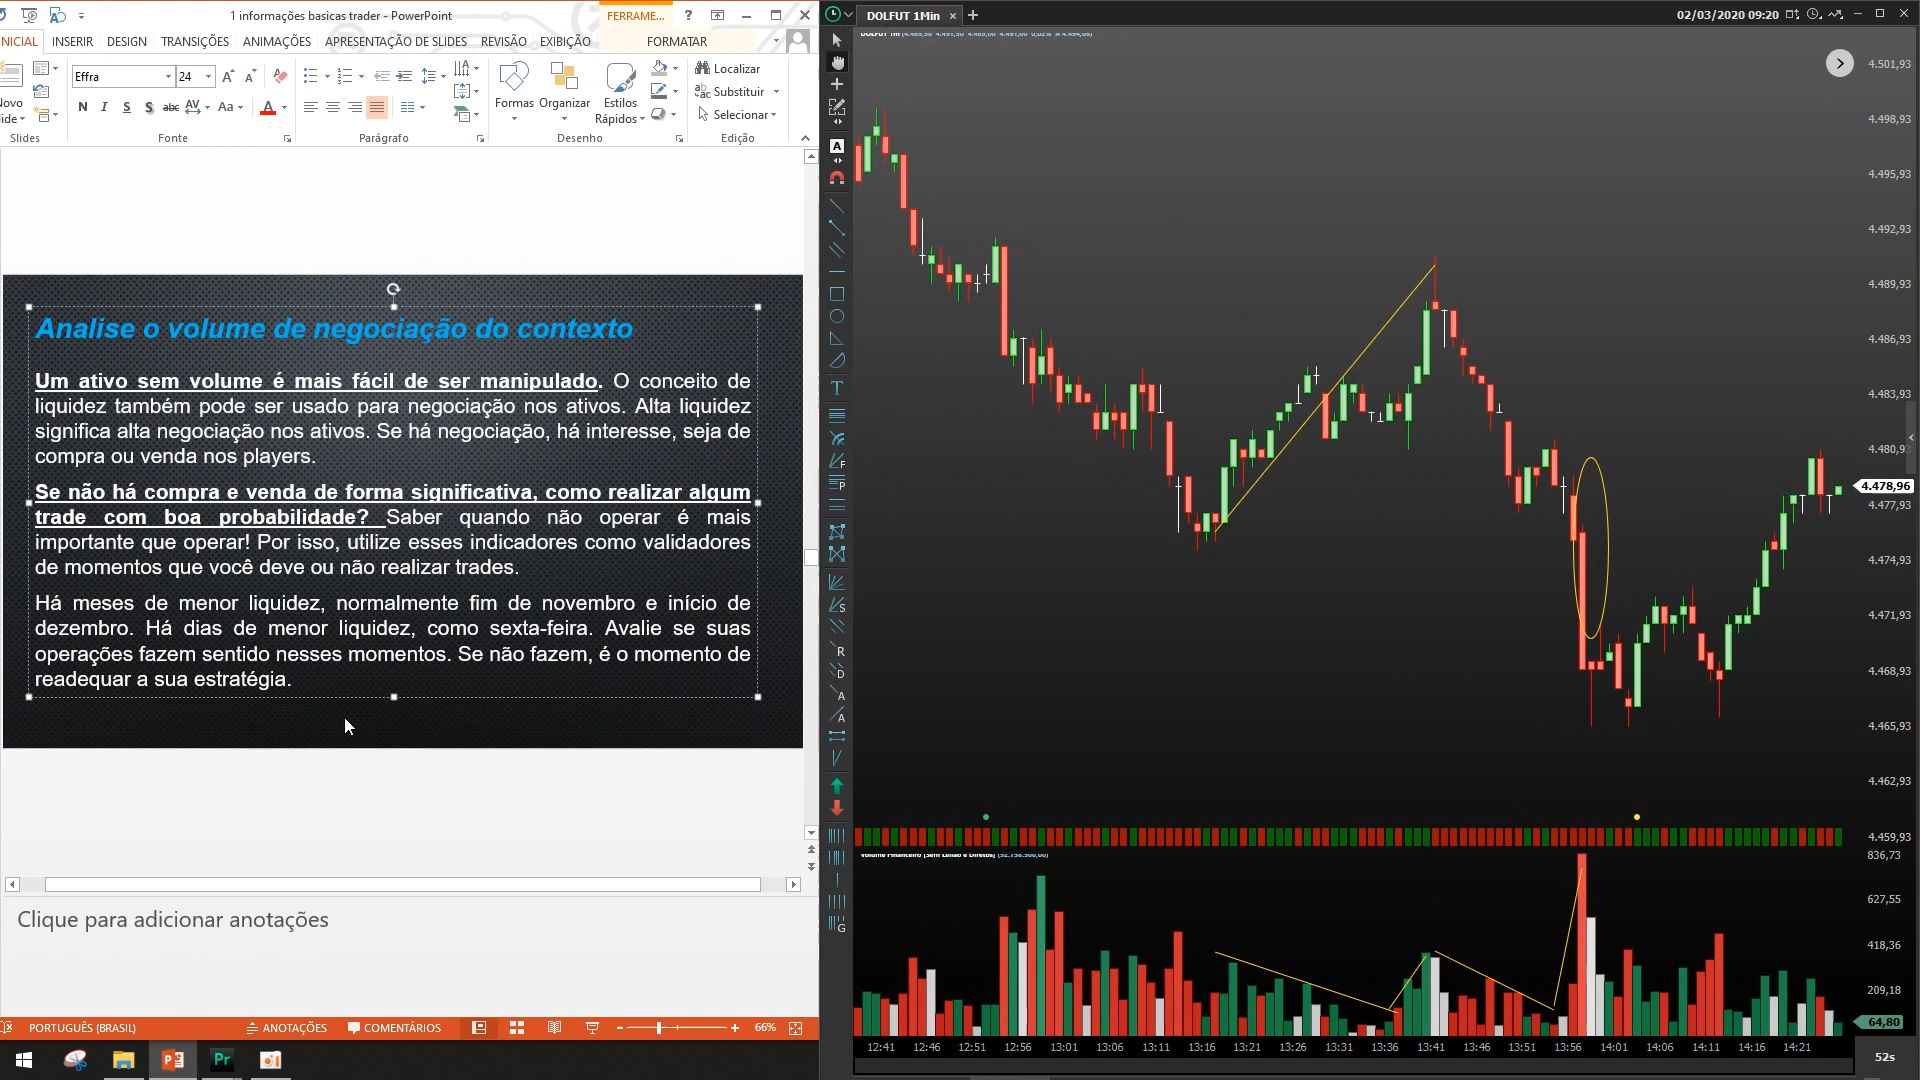 1 informações basicas trader - PowerPoint
FERRAME...
?
NICIAL
INSERIR
DESIGN
TRANSIÇÕES
ANIMAÇÕES
APRESENTAÇÃO DE SLIDES
REVISÃO
EXIBIÇÃO
FORMATAR
Effra
24
Localizar
Substituir
Selecionar
Novo
lide
N I S S abc AV Aa A
Formas
Organizar
Estilos
Rápidos
Slides
Fonte
Parágrafo
Desenho
Edição
Analise o volume de negociação do contexto
Um ativo sem volume é mais fácil de ser manipulado. O conceito de
liquidez também pode ser usado para negociação nos ativos. Alta liquidez
significa alta negociação nos ativos. Se há negociação, há interesse, seja de
compra ou venda nos players.
Se não há compra e venda de forma significativa, como realizar algum
trade com boa probabilidade? Saber quando não operar é mais
importante que operar! Por isso, utilize esses indicadores como validadores
de momentos que você deve ou não realizar trades.
Há meses de menor liquidez, normalmente fim de novembro e início de
dezembro. Há dias de menor liquidez, como sexta-feira. Avalie se suas
operações fazem sentido nesses momentos. Se não fazem, é o momento de
readequar a sua estratégia.
Clique para adicionar anotações
PORTUGUÊS (BRASIL)
ANOTAÇÕES
COMENTÁRIOS
66%
Pr
DOLFUT 1Min
02/03/2020 09:20
4.501,93
4.498,93
4.495,93
4.492,93
4.489,93
4.486,93
4.483,93
4.480,93
4.478,96
4.477,93
4.474,93
4.471,93
4.468,93
4.465,93
4.462,93
4.459,93
836,73
627,55
418,36
209,18
64,80
12:41 12:46 12:51 12:56 13:01 13:06 13:11 13:16 13:21 13:26 13:31 13:36 13:41 13:46 13:51 13:56 14:01 14:06 14:11 14:16 14:21
52s